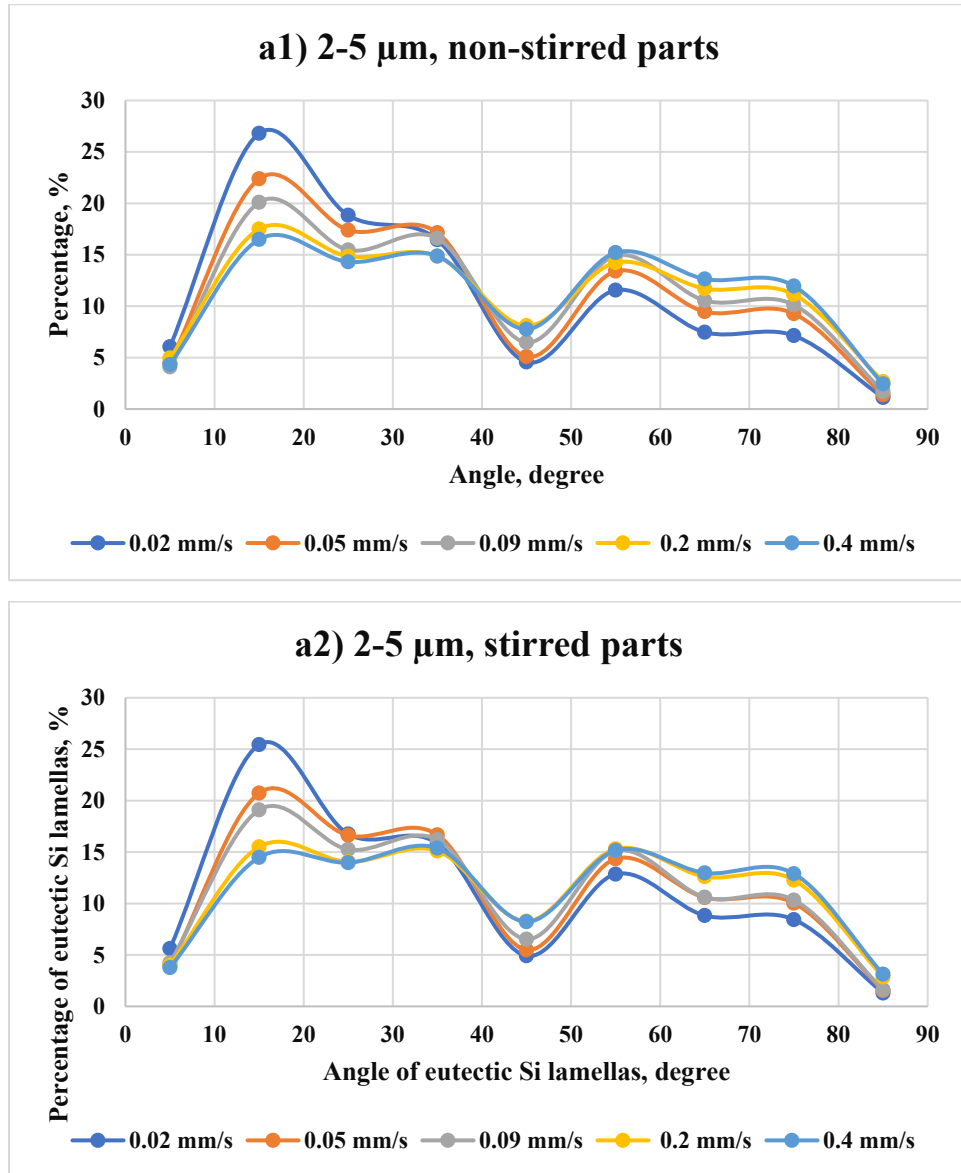 a1) 2-5 µm, non-stirred parts
Percentage, %
30
25
20
15
10
5
0
0 10 20 30 40 50 60 70 80 90
Angle, degree
0.02 mm/s 0.05 mm/s 0.09 mm/s 0.2 mm/s 0.4 mm/s
a2) 2-5 µm, stirred parts
Percentage of eutectic Si lamellas, %
30
25
20
15
10
5
0
0 10 20 30 40 50 60 70 80 90
Angle of eutectic Si lamellas, degree
0.02 mm/s 0.05 mm/s 0.09 mm/s 0.2 mm/s 0.4 mm/s